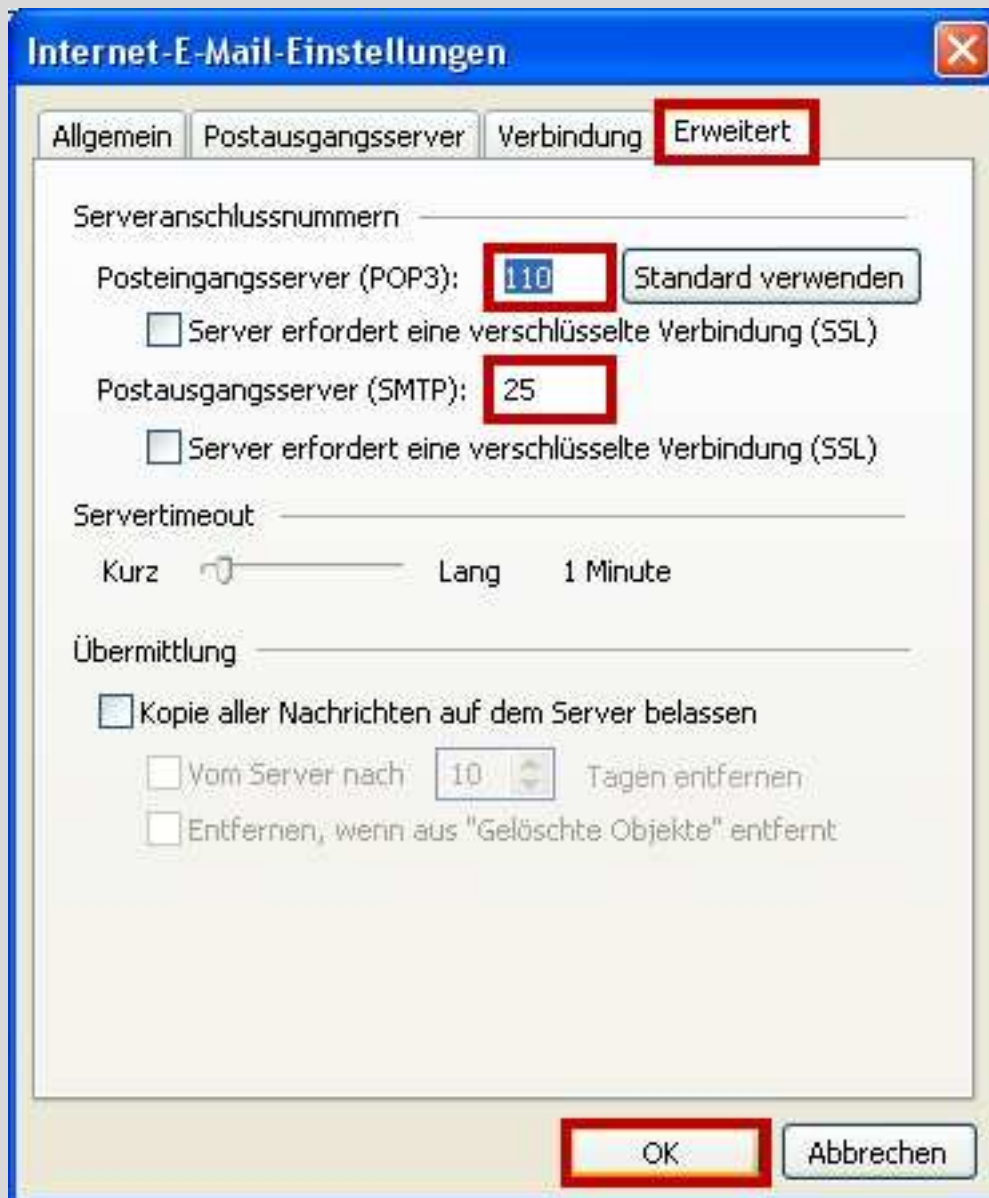 Internet-E-Mail-Einstellungen
Allgemein Postausgangsserver Verbindung Erweitert
Serveranschlussnummern
Posteingangsserver (POP3): 110 Standard verwenden
Server erfordert eine verschlüsselte Verbindung (SSL)
Postausgangsserver (SMTP): 25
Server erfordert eine verschlüsselte Verbindung (SSL)
Servertimeout
Kurz Lang 1 Minute
Übermittlung
Kopie aller Nachrichten auf dem Server belassen
Vom Server nach 10 Tagen entfernen
Entfernen, wenn aus "Gelöschte Objekte" entfernt
OK Abbrechen